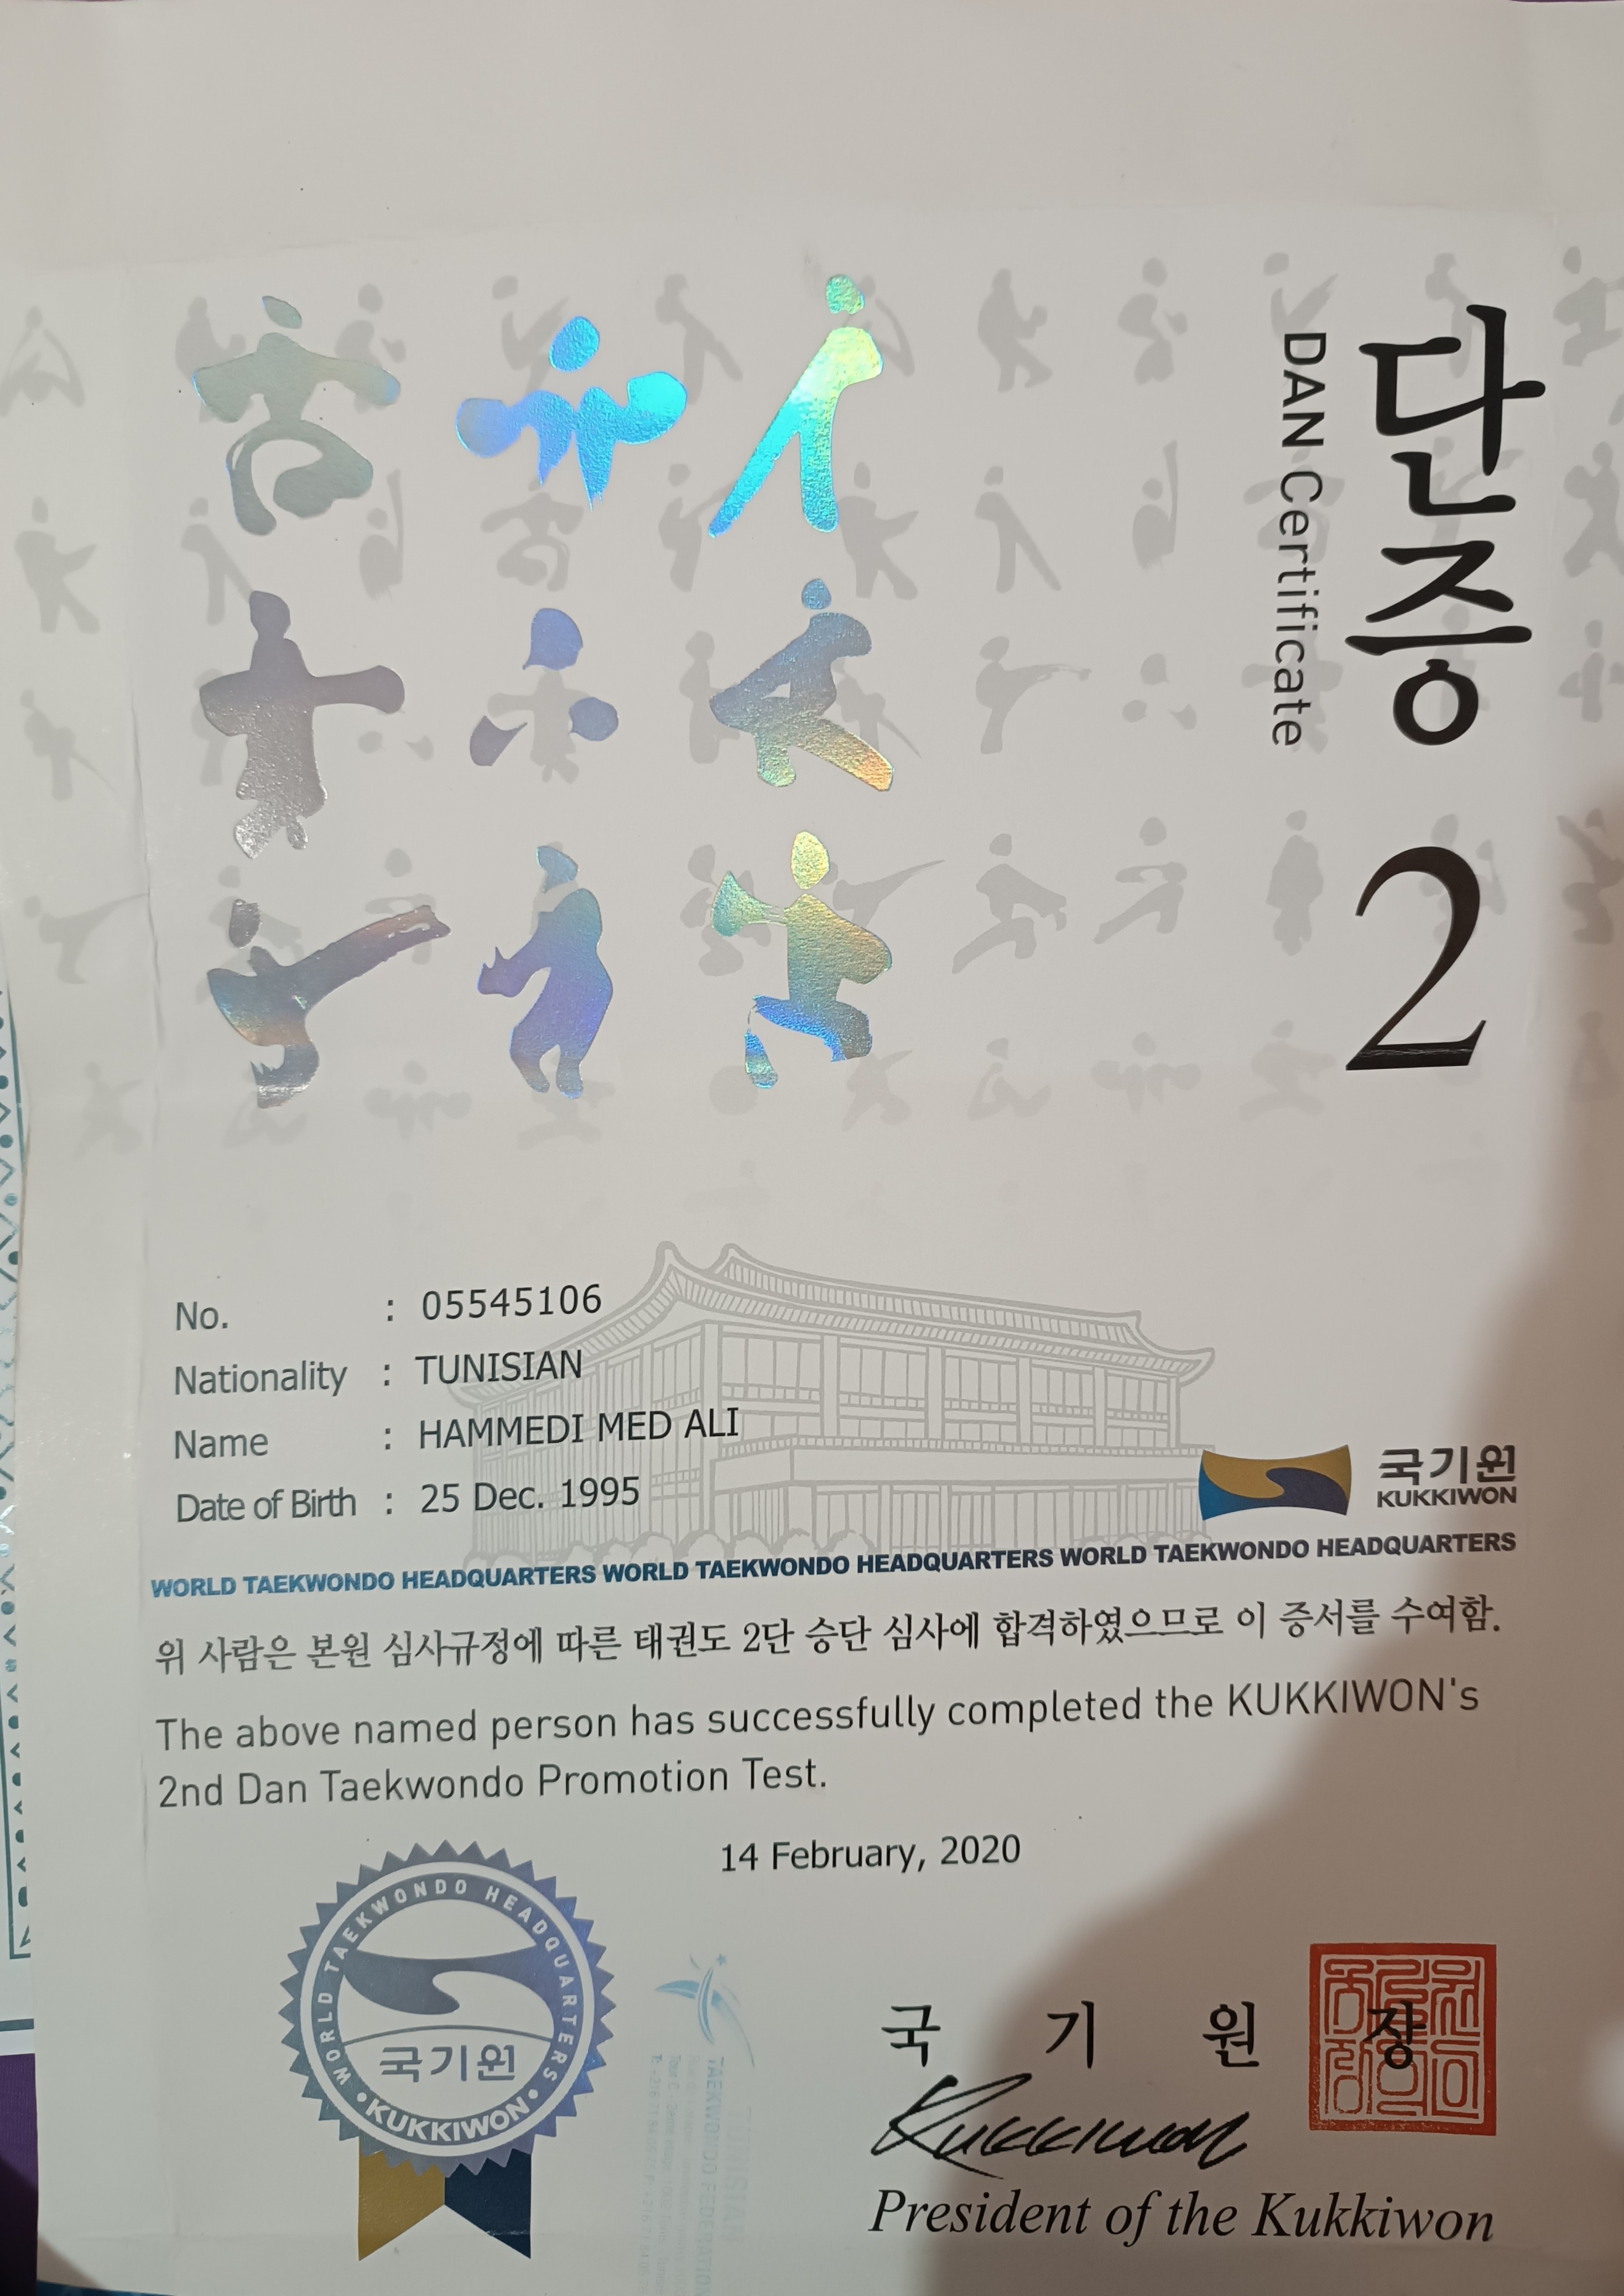 단증 2
DAN Certificate
No. : 05545106
Nationality : TUNISIAN
Name : HAMMEDI MED ALI
Date of Birth : 25 Dec. 1995
국기원
KUKKIWON
WORLD TAEKWONDO HEADQUARTERS WORLD TAEKWONDO HEADQUARTERS WORLD TAEKWONDO HEADQUARTERS
위 사람은 본원 심사규정에 따른 태권도 2단 승단 심사에 합격하였으므로 이 증서를 수여함.
The above named person has successfully completed the KUKKIWON's
2nd Dan Taekwondo Promotion Test.
14 February, 2020
WORLD TAEKWONDO HEADQUARTERS
국기원
• KUKKIWON •
TUNISIAN
TAEKWONDO FEDERATION
국 기 원 장
Kukkiwon
President of the Kukkiwon